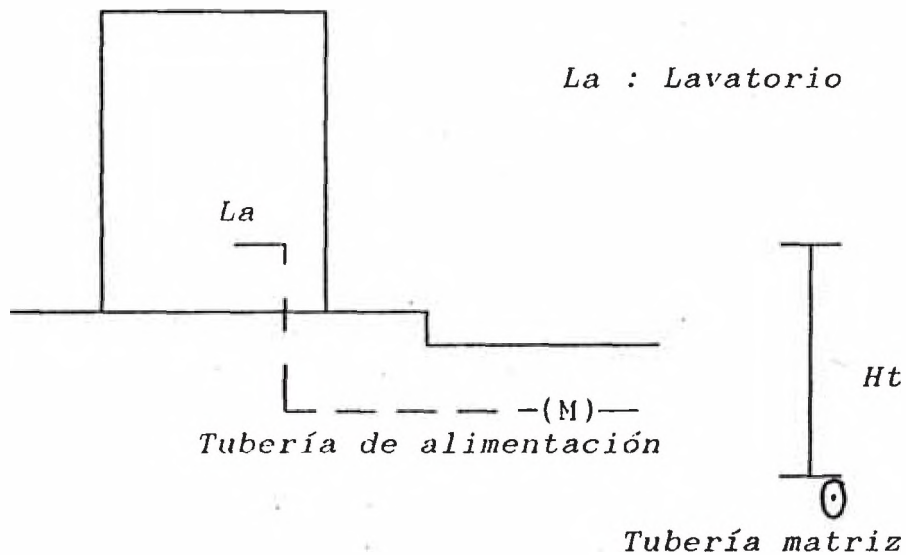 La : Lavatorio
La
Ht
-(M)—
Tubería de alimentación
Tubería matriz